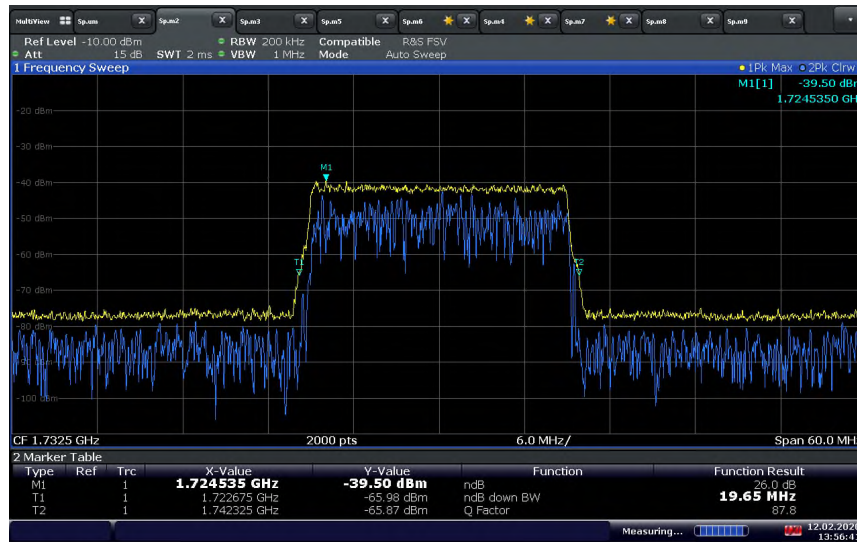 MultiView Sp.um X Sp.m2 X Sp.m3 X Sp.m5 X Sp.m6 X Sp.m4 X Sp.m7 X Sp.m8 X Sp.m9 X
Ref Level -10.00 dBm RBW 200 kHz Compatible R&S FSV
Att 15 dB SWT 2 ms VBW 1 MHz Mode Auto Sweep
1 Frequency Sweep 1Pk Max 2Pk Clrw
M1[1] -39.50 dBm
1.7245350 GH
-20 dBm
-30 dBm
M1
-40 dBm
-50 dBm
-60 dBm
T1 T2
-70 dBm
-80 dBm
-90 dBm
-100 dBm
CF 1.7325 GHz 2000 pts 6.0 MHz/ Span 60.0 MHz
2 Marker Table
Type Ref Trc X-Value Y-Value Function Function Result
M1 1 1.724535 GHz -39.50 dBm ndB 26.0 dB
T1 1 1.722675 GHz -65.98 dBm ndB down BW 19.65 MHz
T2 1 1.742325 GHz -65.87 dBm Q Factor 87.8
Measuring... 12.02.2020
13:56:41